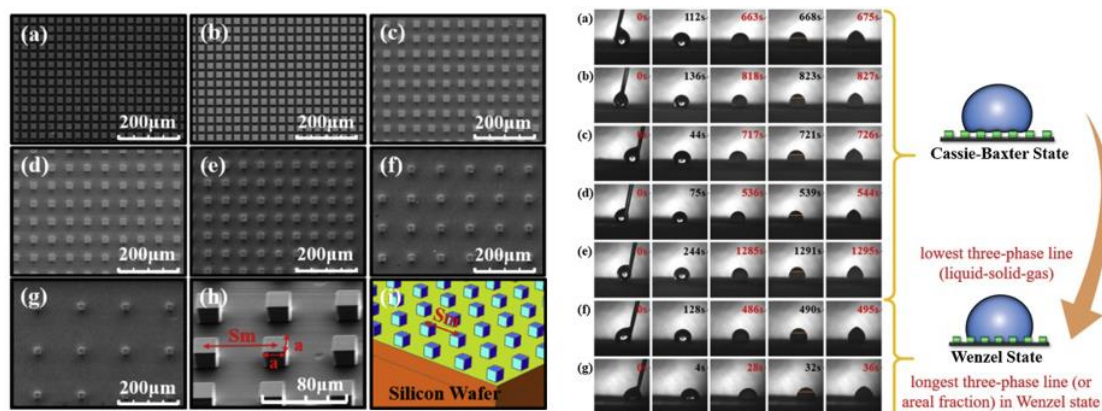 (a)
200μm
(b)
200μm
(c)
200μm
(d)
200μm
(e)
200μm
(f)
200μm
(g)
200μm
(h)
Sm
a
a
80μm
(i)
Sm
Silicon Wafer
(a) 0s 112s 663s 668s 675s
(b) 0s 136s 818s 823s 827s
(c) 0s 44s 717s 721s 726s
(d) 0s 75s 536s 539s 544s
(e) 0s 244s 1285s 1291s 1295s
(f) 0s 128s 486s 490s 495s
(g) 0s 4s 28s 32s 36s
Cassie-Baxter State
lowest three-phase line
(liquid-solid-gas)
Wenzel State
longest three-phase line (or
areal fraction) in Wenzel state